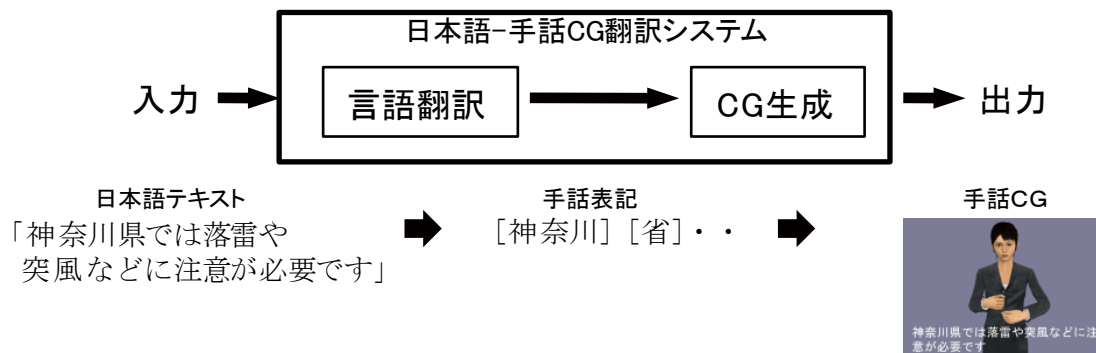 日本語-手話CG翻訳システム
入力
言語翻訳
CG生成
出力
日本語テキスト
「神奈川県では落雷や
突風などに注意が必要です」
手話表記
[神奈川][省]・・
手話CG
神奈川県では落雷や突風などに注
意が必要です